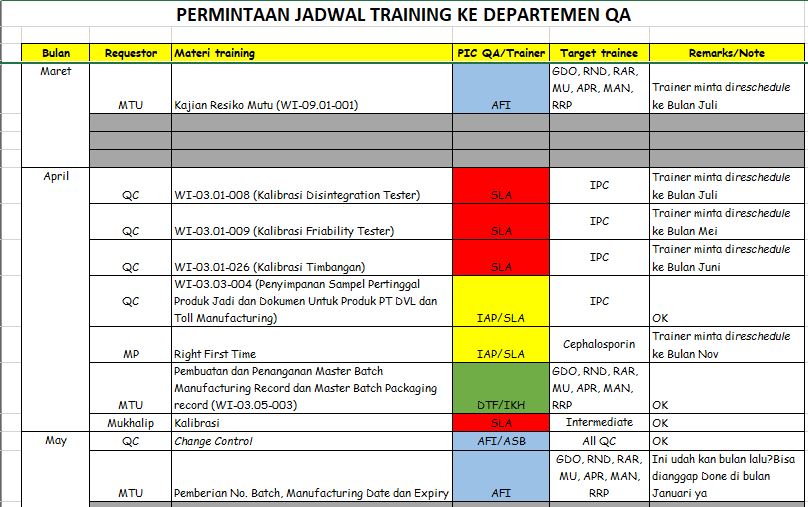 PERMINTAAN JADWAL TRAINING KE DEPARTEMEN QA
Bulan Requestor Materi training PIC QA/Trainer Target trainee Remarks/Note
Maret
MTU Kajian Resiko Mutu (WI-09.01-001) AFI
GDO, RND, RAR,
MU, APR, MAN,
RRP
Trainer minta direschedule
ke Bulan Juli
April
QC WI-03.01-008 (Kalibrasi Disintegration Tester) SLA IPC
Trainer minta direschedule
ke Bulan Juli
QC WI-03.01-009 (Kalibrasi Friability Tester) SLA IPC
Trainer minta direschedule
ke Bulan Mei
QC WI-03.01-026 (Kalibrasi Timbangan) SLA IPC
Trainer minta direschedule
ke Bulan Juni
QC
WI-03.03-004 (Penyimpanan Sampel Pertinggal
Produk Jadi dan Dokumen Untuk Produk PT DVL dan
Toll Manufacturing)
IAP/SLA IPC OK
MP Right First Time IAP/SLA Cephalosporin
Trainer minta direschedule
ke Bulan Nov
MTU
Pembuatan dan Penanganan Master Batch
Manufacturing Record dan Master Batch Packaging
record (WI-03.05-003)
DTF/IKH
GDO, RND, RAR,
MU, APR, MAN,
RRP
OK
Mukhalip Kalibrasi SLA Intermediate OK
May
QC Change Control AFI/ASB All QC OK
MTU Pemberian No. Batch, Manufacturing Date dan Expiry AFI
GDO, RND, RAR,
MU, APR, MAN,
RRP
Ini udah kan bulan lalu?Bisa
dianggap Done di bulan
Januari ya